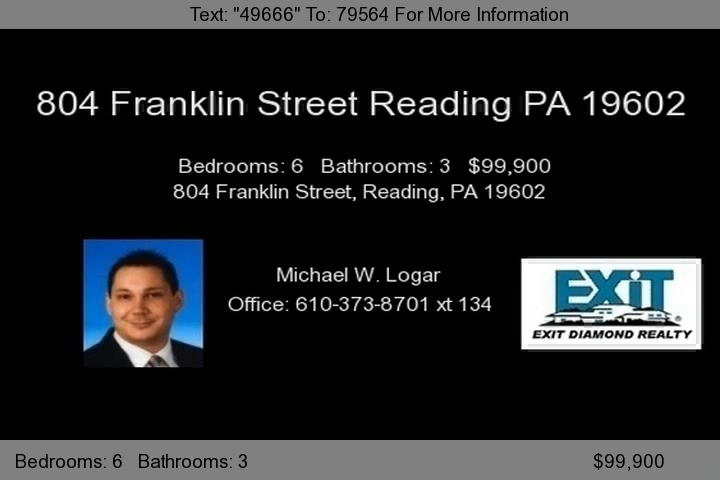 Text: "49666" To: 79564 For More Information
804 Franklin Street Reading PA 19602
Bedrooms: 6 Bathrooms: 3 $99,900
804 Franklin Street, Reading, PA 19602
Michael W. Logar
Office: 610-373-8701 xt 134
EXiT
®
EXIT DIAMOND REALTY
Bedrooms: 6 Bathrooms: 3 $99,900